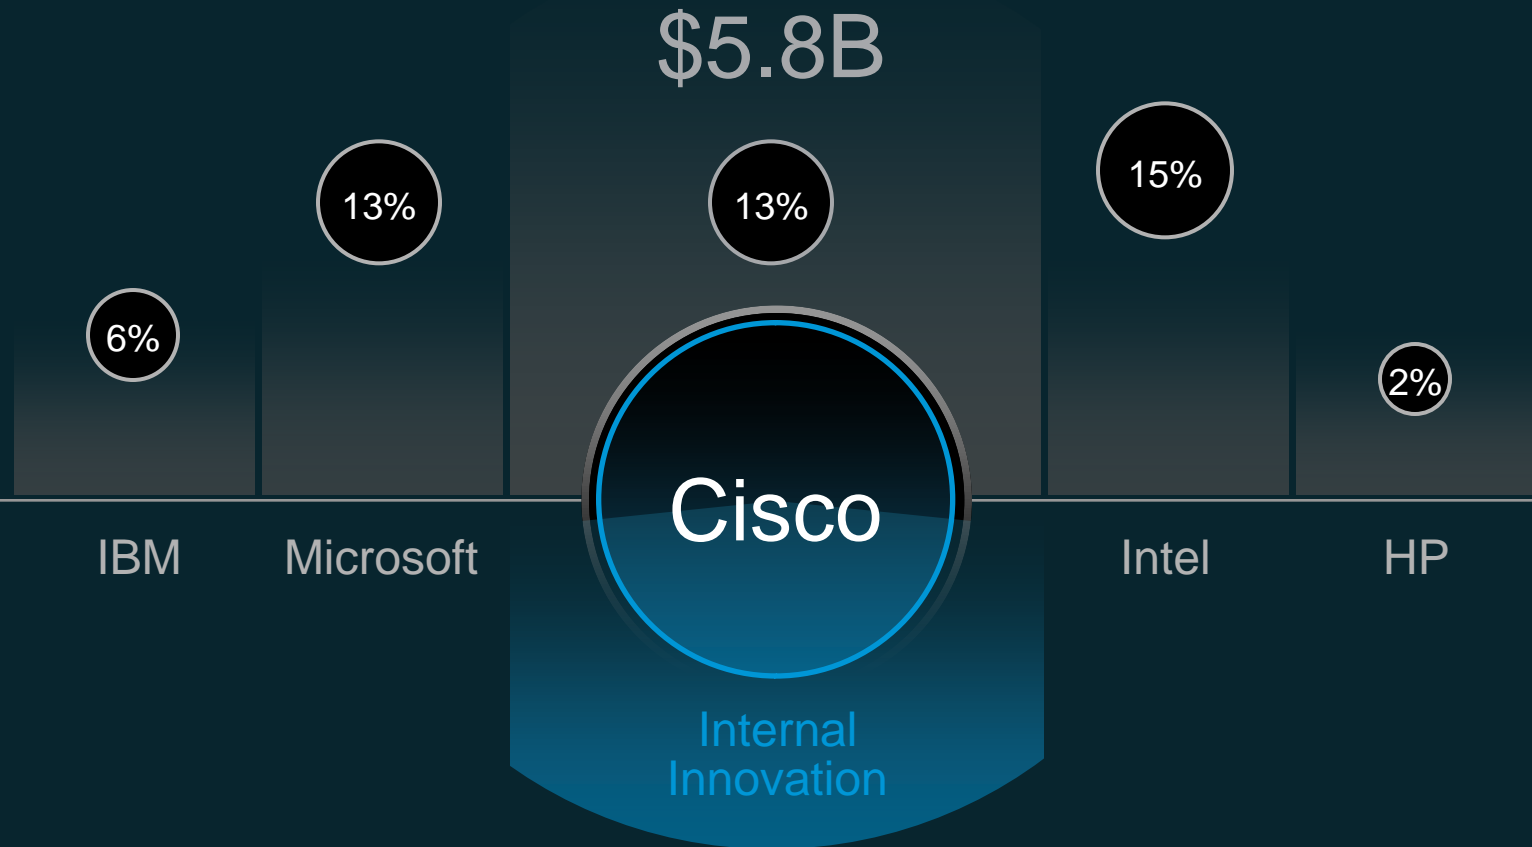 $5.8B
13%
13%
15%
6%
2%
Cisco
IBM
Microsoft
Intel
HP
Internal
Innovation